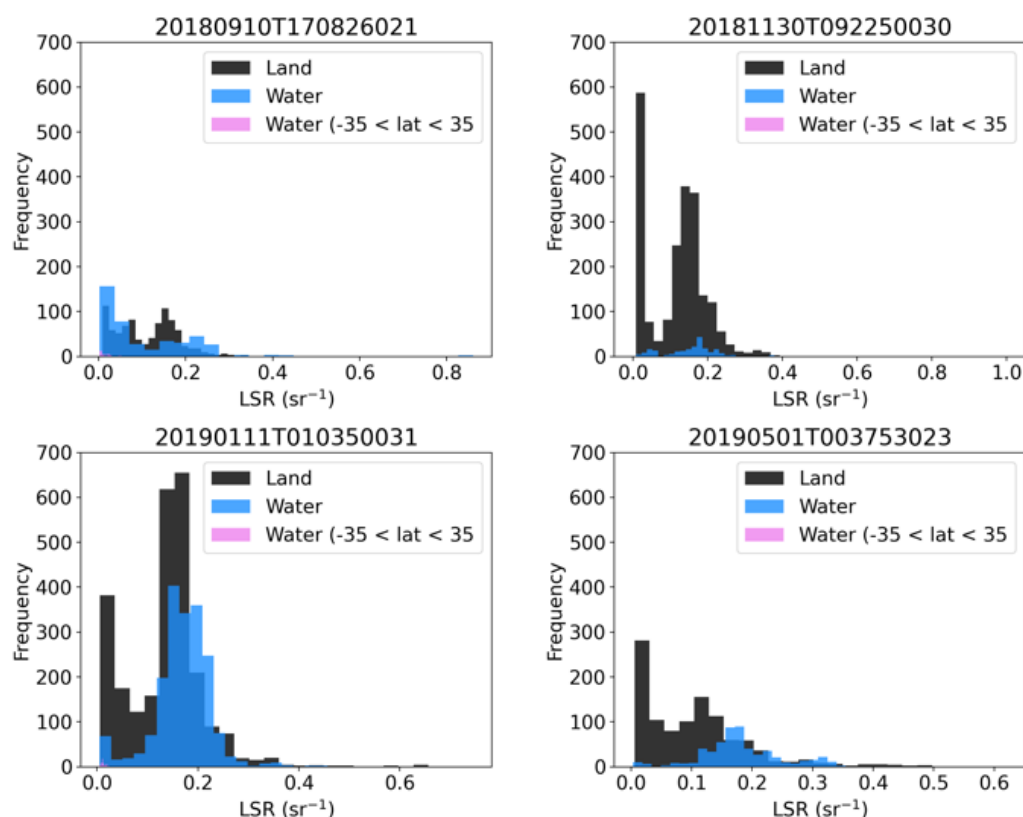 20180910T170826021
700
600
500
400
300
200
100
0
Frequency
Land
Water
Water (-35 < lat < 35
0.0 0.2 0.4 0.6 0.8
LSR (sr⁻¹)
20181130T092250030
700
600
500
400
300
200
100
0
Frequency
Land
Water
Water (-35 < lat < 35
0.0 0.2 0.4 0.6 0.8 1.0
LSR (sr⁻¹)
20190111T010350031
700
600
500
400
300
200
100
0
Frequency
Land
Water
Water (-35 < lat < 35
0.0 0.2 0.4 0.6
LSR (sr⁻¹)
20190501T003753023
700
600
500
400
300
200
100
0
Frequency
Land
Water
Water (-35 < lat < 35
0.0 0.1 0.2 0.3 0.4 0.5 0.6
LSR (sr⁻¹)